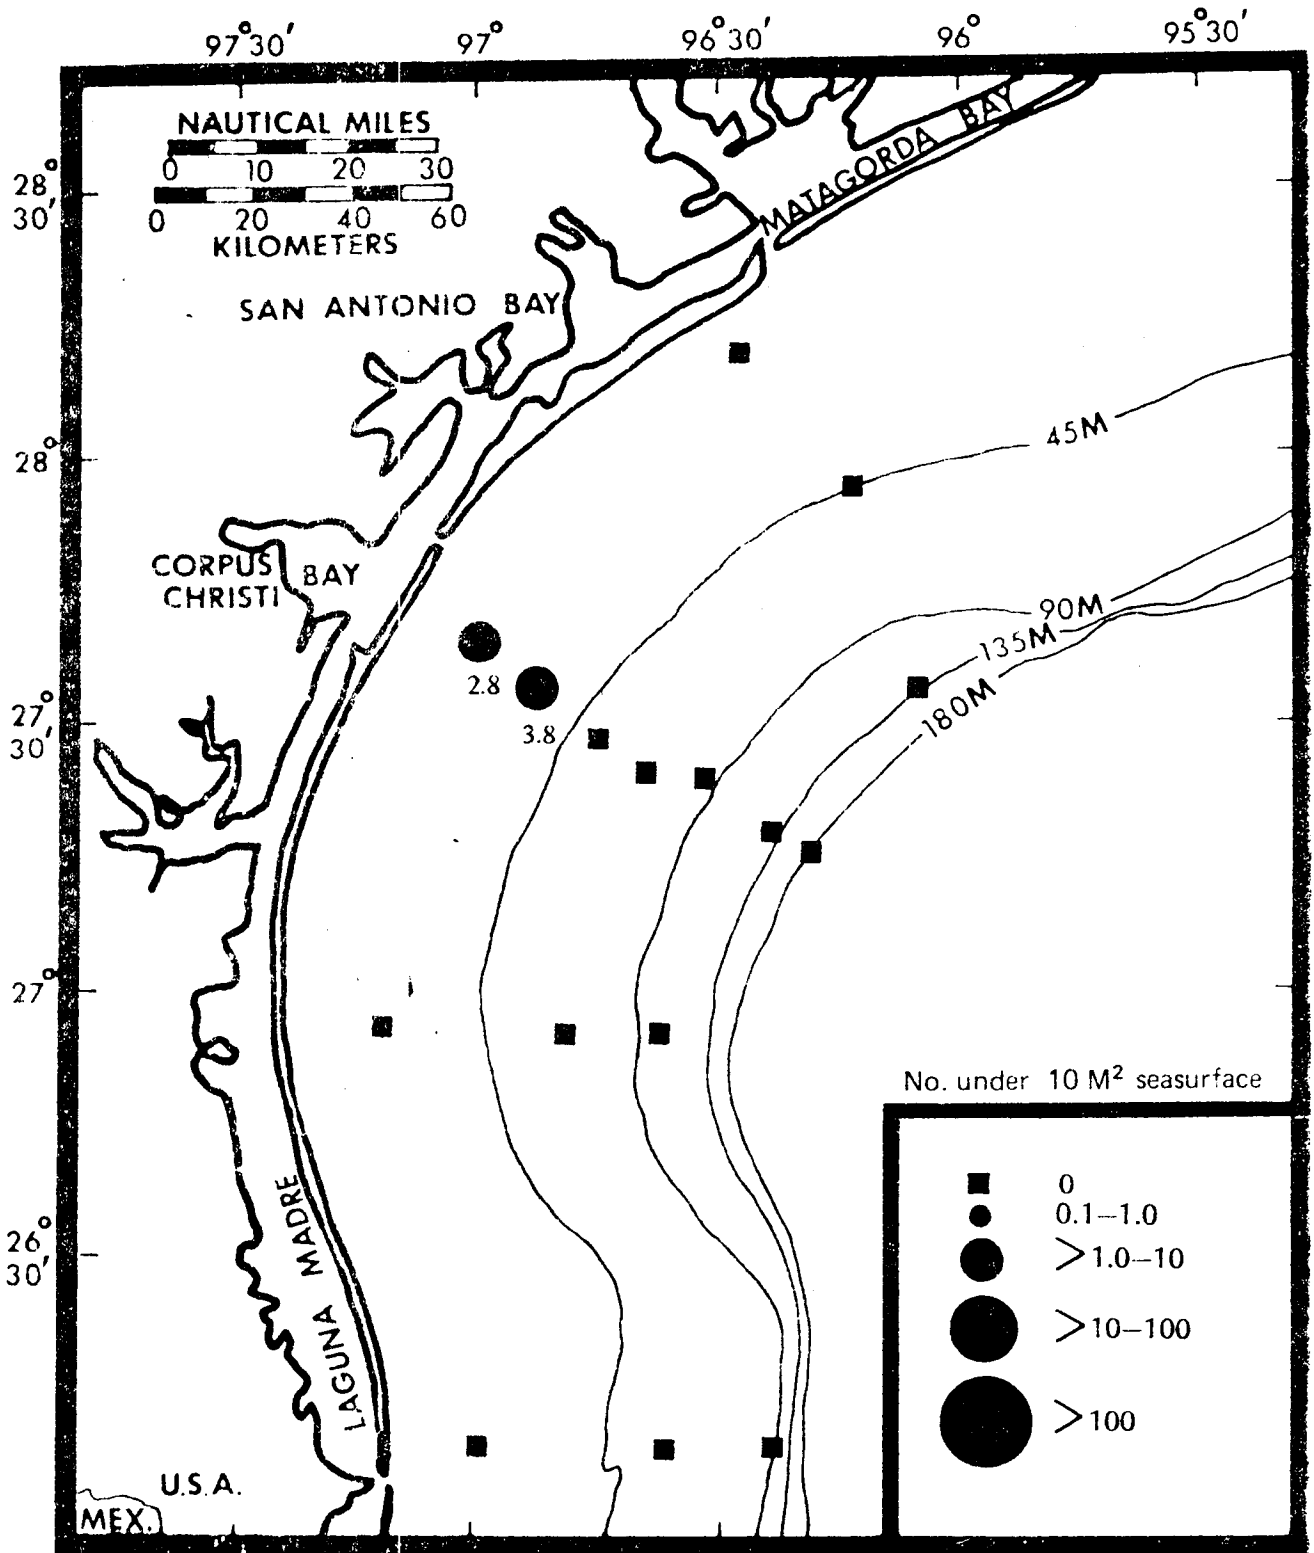 97°30′ 97° 96°30′ 96° 95°30′
NAUTICAL MILES
0 10 20 30
0 20 40 60
KILOMETERS
28°
30′
MATAGORDA BAY
SAN ANTONIO BAY
45M
28°
CORPUS
CHRISTI
BAY
90M
135M
180M
2.8
3.8
27°
30′
27°
No. under 10 M² seasurface
0
0.1–1.0
>1.0–10
>10–100
>100
26°
30′
LAGUNA MADRE
U.S.A.
MEX.